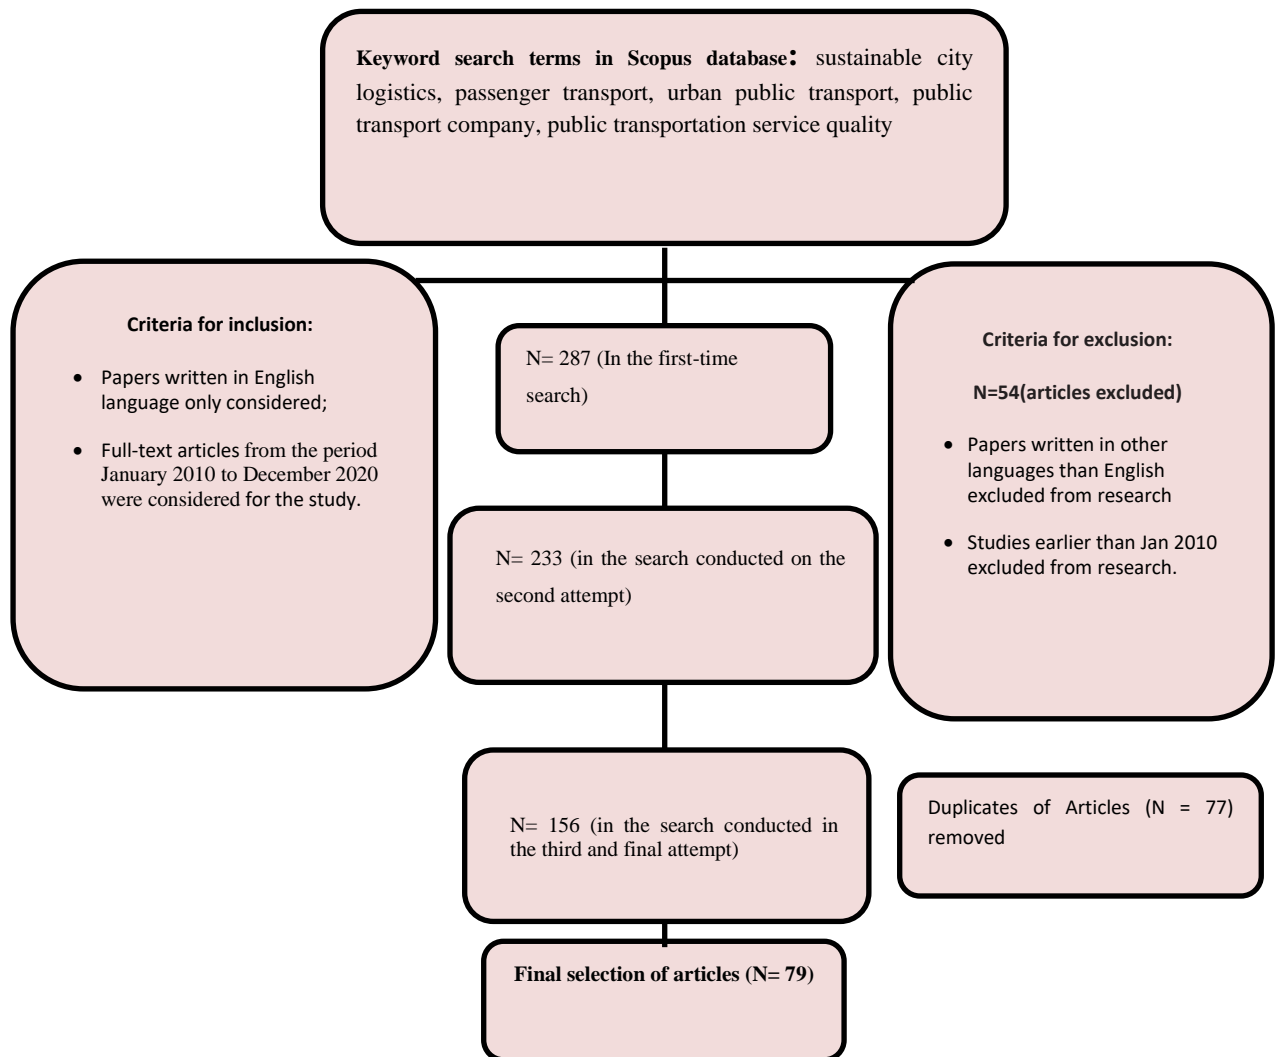 Keyword search terms in Scopus database: sustainable city
logistics, passenger transport, urban public transport, public
transport company, public transportation service quality
Criteria for inclusion:
• Papers written in English
language only considered;
• Full-text articles from the period
January 2010 to December 2020
were considered for the study.
N= 287 (In the first-time
search)
Criteria for exclusion:
N=54(articles excluded)
• Papers written in other
languages than English
excluded from research
• Studies earlier than Jan 2010
excluded from research.
N= 233 (in the search conducted on the
second attempt)
N= 156 (in the search conducted in
the third and final attempt)
Duplicates of Articles (N = 77)
removed
Final selection of articles (N= 79)